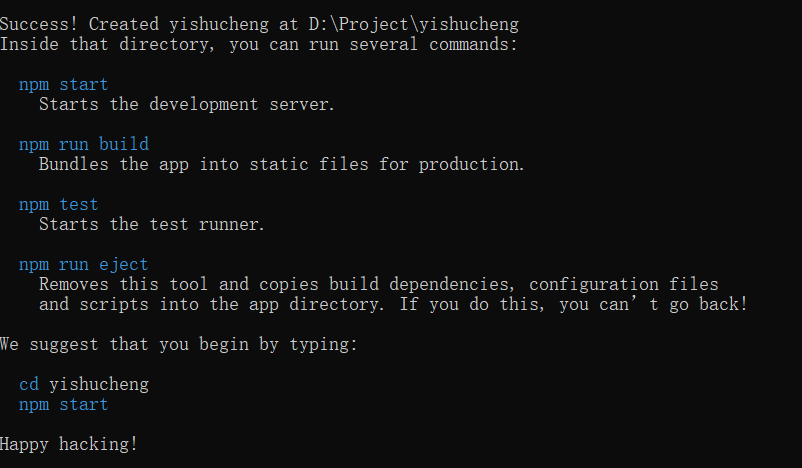 Success! Created yishucheng at D:\Project\yishucheng
Inside that directory, you can run several commands:
npm start
Starts the development server.
npm run build
Bundles the app into static files for production.
npm test
Starts the test runner.
npm run eject
Removes this tool and copies build dependencies, configuration files
and scripts into the app directory. If you do this, you can’t go back!
We suggest that you begin by typing:
cd yishucheng
npm start
Happy hacking!